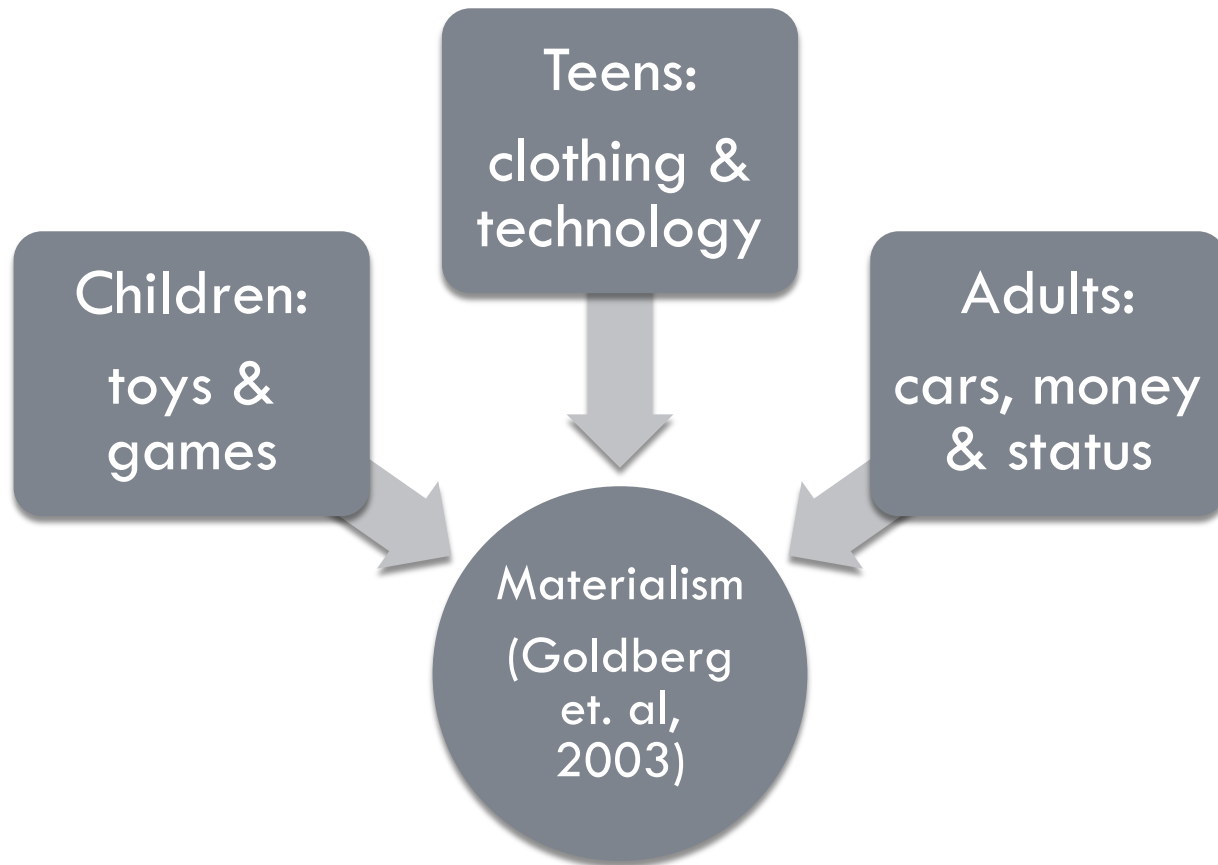 Teens:
clothing &
technology
Children:
toys &
games
Adults:
cars, money
& status
Materialism
(Goldberg
et. al,
2003)